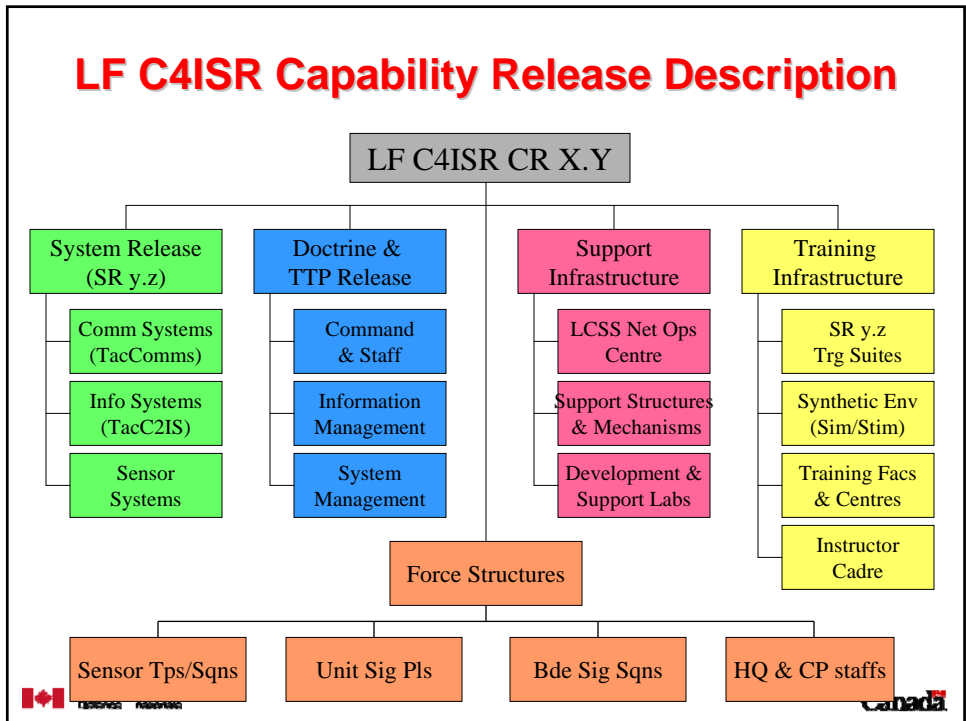 LF C4ISR Capability Release Description
LF C4ISR CR X.Y
System Release
(SR y.z)
Comm Systems
(TacComms)
Info Systems
(TacC2IS)
Sensor
Systems
Doctrine &
TTP Release
Command
& Staff
Information
Management
System
Management
Support
Infrastructure
LCSS Net Ops
Centre
Support Structures
& Mechanisms
Development &
Support Labs
Training
Infrastructure
SR y.z
Trg Suites
Synthetic Env
(Sim/Stim)
Training Facs
& Centres
Instructor
Cadre
Force Structures
Sensor Tps/Sqns
Unit Sig Pls
Bde Sig Sqns
HQ & CP staffs
Canada